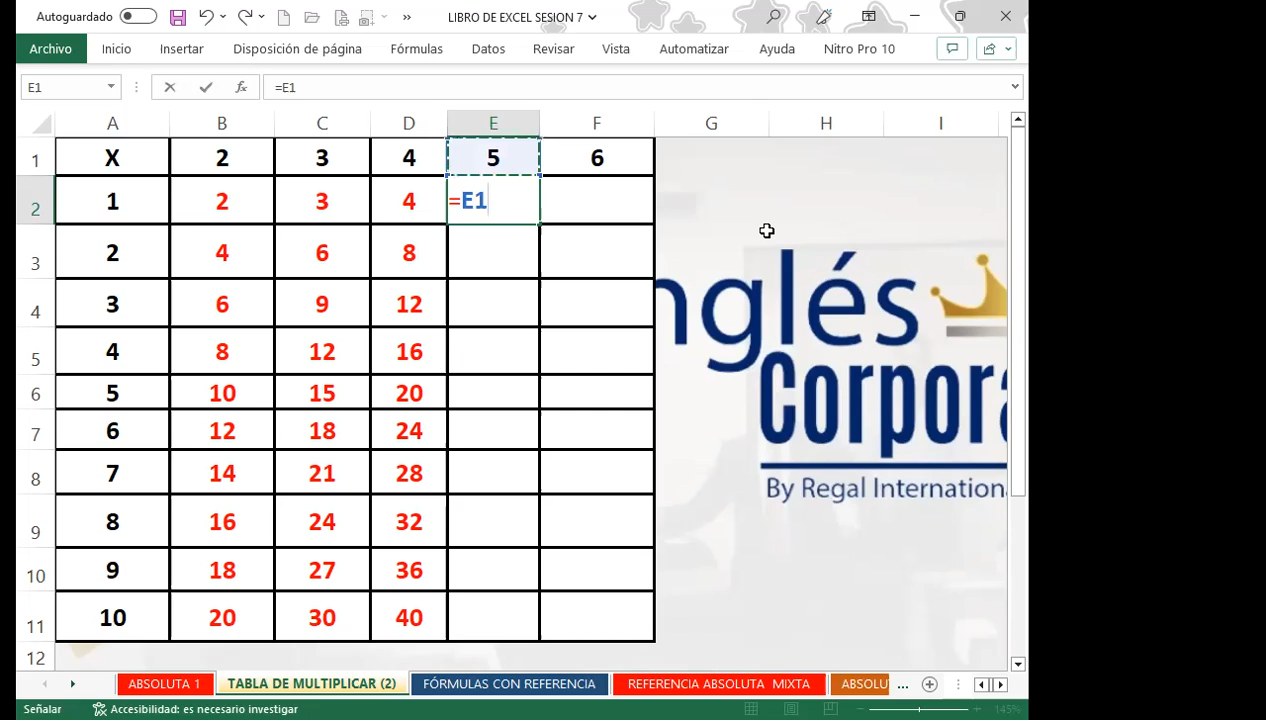 Autoguardado
LIBRO DE EXCEL SESION 7
Archivo Inicio Insertar Disposición de página Fórmulas Datos Revisar Vista Automatizar Ayuda Nitro Pro 10
E1 fx =E1
A B C D E F G H I
1 X 2 3 4 5 6
2 1 2 3 4 =E1
3 2 4 6 8
4 3 6 9 12
5 4 8 12 16
6 5 10 15 20
7 6 12 18 24
8 7 14 21 28
9 8 16 24 32
10 9 18 27 36
11 10 20 30 40
12
nglés
Corpora
By Regal Internation
ABSOLUTA 1 TABLA DE MULTIPLICAR (2) FÓRMULAS CON REFERENCIA REFERENCIA ABSOLUTA MIXTA ABSOLU ...
Señalar Accesibilidad: es necesario investigar 145%